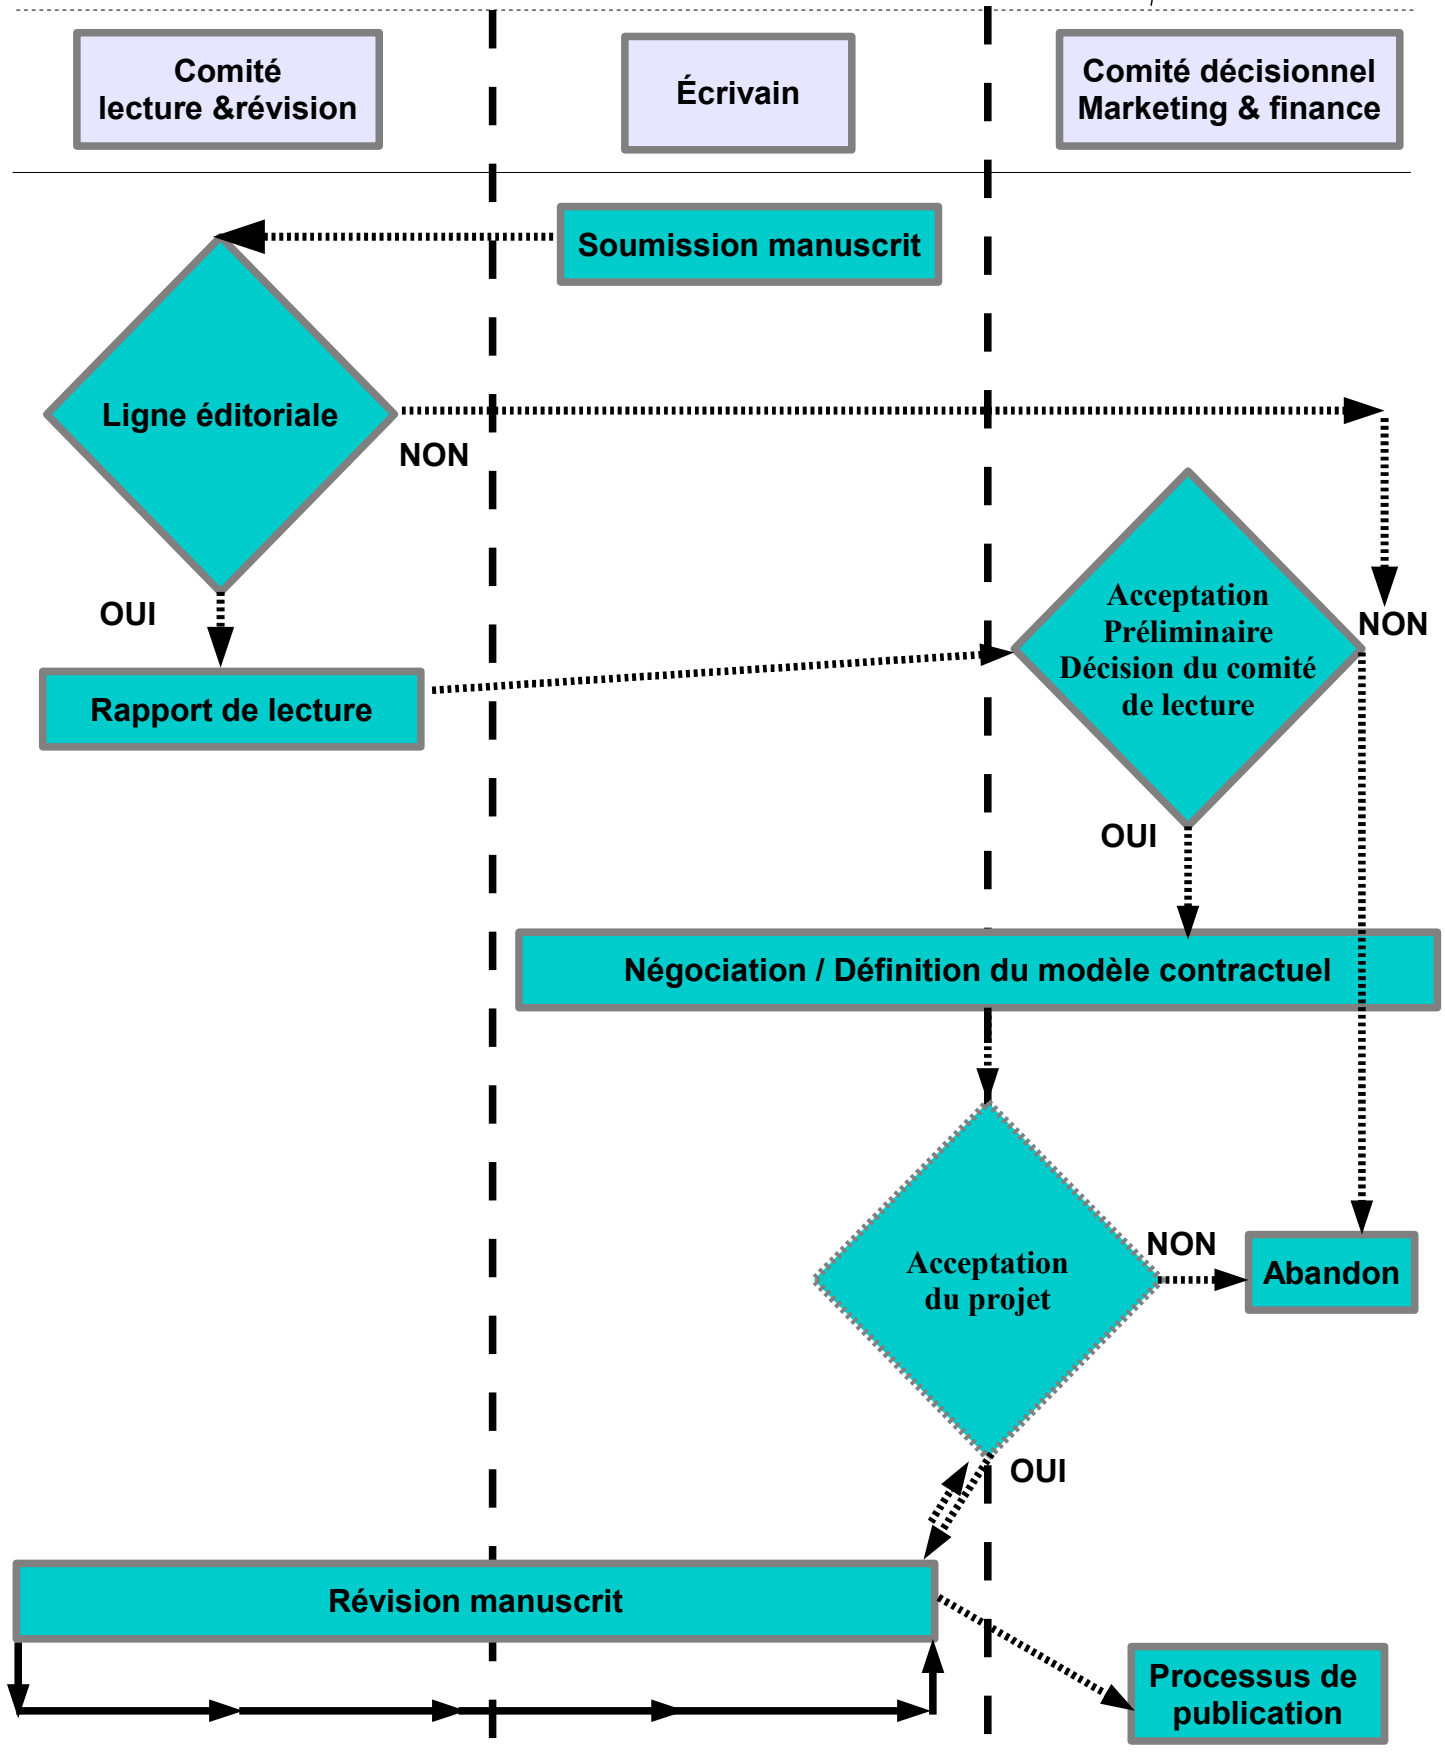 Comité
lecture &révision
Écrivain
Comité décisionnel
Marketing & finance
Soumission manuscrit
Ligne éditoriale
NON
OUI
Acceptation
Préliminaire
Décision du comité
de lecture
NON
Rapport de lecture
OUI
Négociation / Définition du modèle contractuel
Acceptation
du projet
NON
Abandon
OUI
Révision manuscrit
Processus de
publication